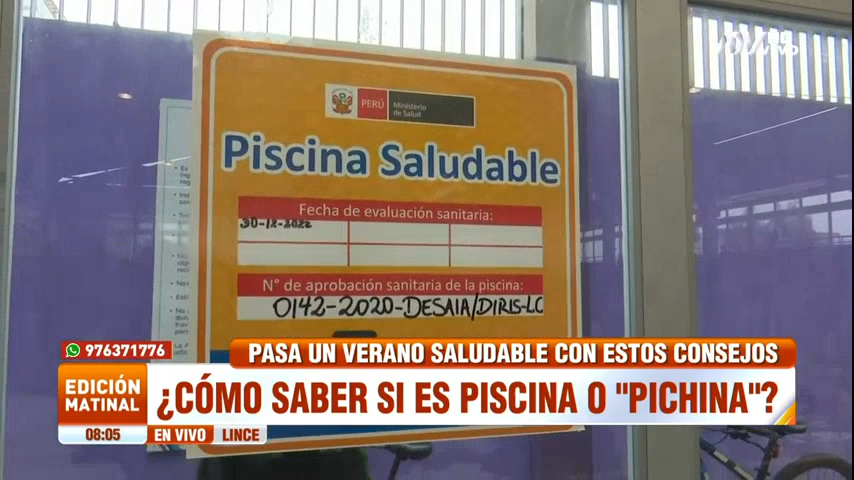 PERÚ
Ministerio
de Salud
Piscina Saludable
Fecha de evaluación sanitaria:
30-12-2022
N° de aprobación sanitaria de la piscina:
0142-2020-DESAIA/DIRIS-LC
976371776
PASA UN VERANO SALUDABLE CON ESTOS CONSEJOS
EDICIÓN
MATINAL
¿CÓMO SABER SI ES PISCINA O "PICHINA"?
08:05
EN VIVO
LINCE